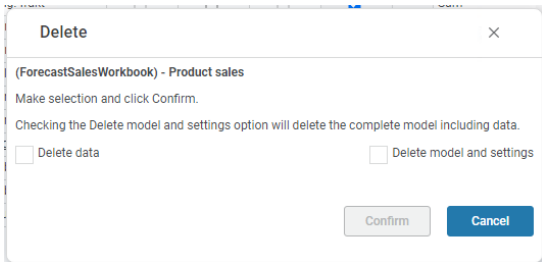 Delete
(ForecastSalesWorkbook) - Product sales
Make selection and click Confirm.
Checking the Delete model and settings option will delete the complete model including data.
Delete data
Delete model and settings
Confirm
Cancel